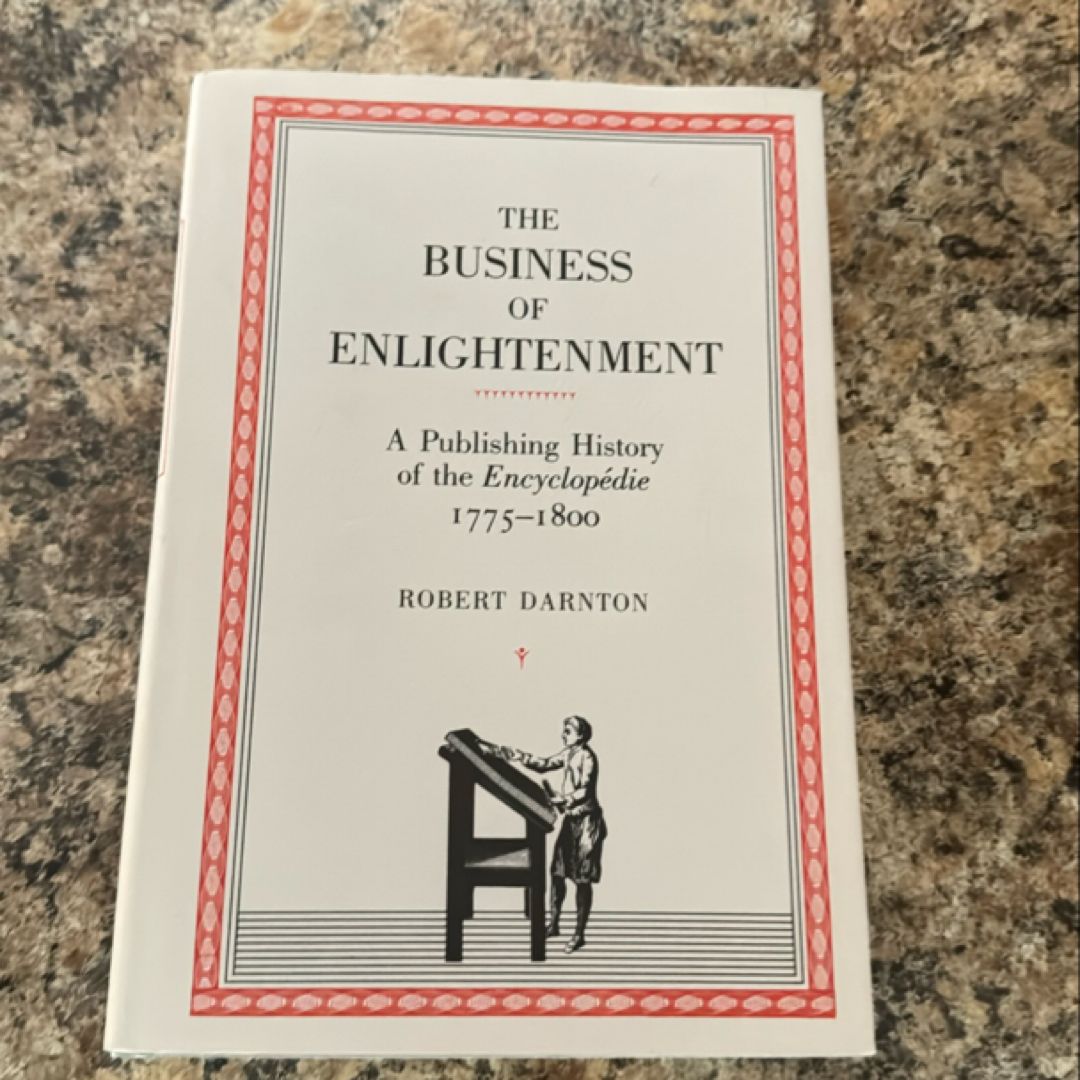 THE
BUSINESS
OF
ENLIGHTENMENT
A Publishing History
of the Encyclopédie
1775–1800
ROBERT DARNTON